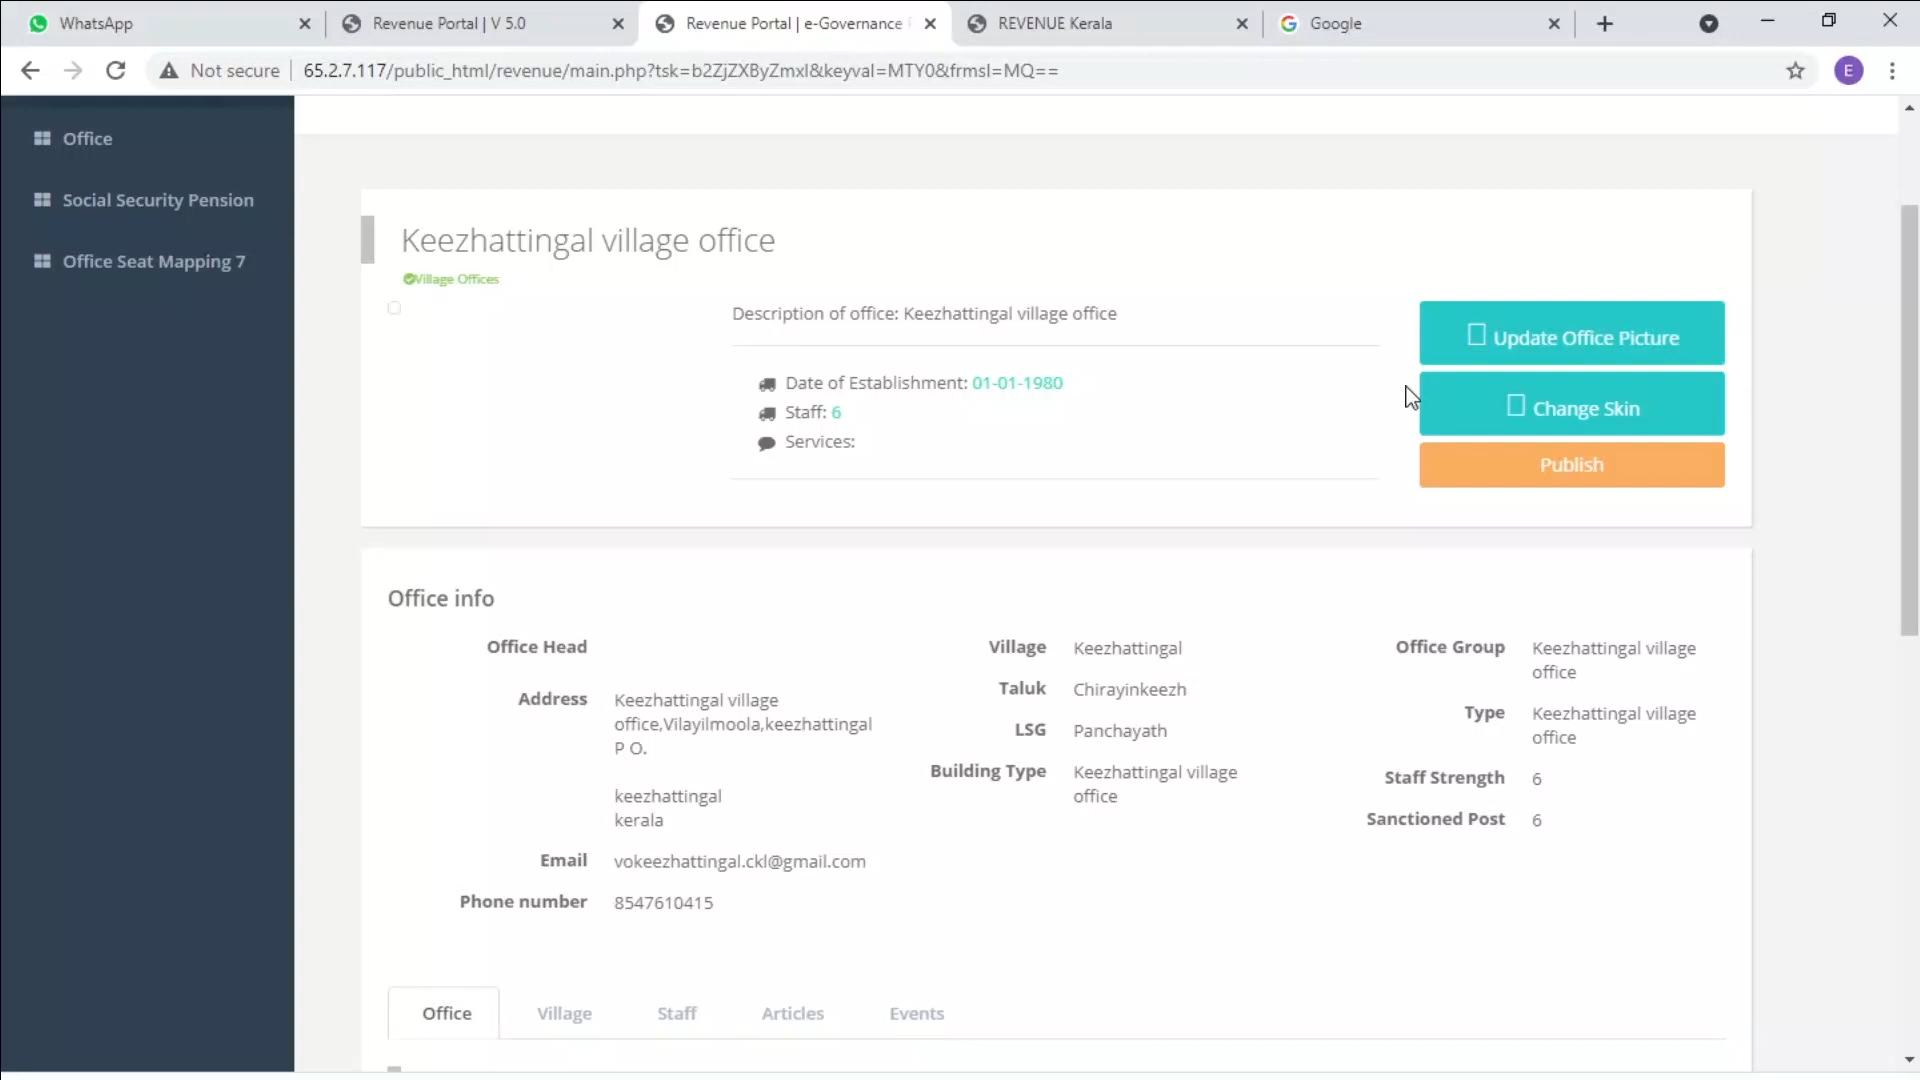 WhatsApp
Revenue Portal | V 5.0
Revenue Portal | e-Governance
REVENUE Kerala
Google
Not secure
65.2.7.117/public_html/revenue/main.php?tsk=b2ZjZXByZmxl&keyval=MTY0&frmsl=MQ==
E
Office
Social Security Pension
Office Seat Mapping 7
Keezhattingal village office
Village Offices
Description of office: Keezhattingal village office
Date of Establishment: 01-01-1980
Staff: 6
Services:
Update Office Picture
Change Skin
Publish
Office info
Office Head
Address
Keezhattingal village
office,Vilayilmoola,keezhattingal
P O.
keezhattingal
kerala
Email
vokeezhattingal.ckl@gmail.com
Phone number
8547610415
Village
Keezhattingal
Taluk
Chirayinkeezh
LSG
Panchayath
Building Type
Keezhattingal village
office
Office Group
Keezhattingal village
office
Type
Keezhattingal village
office
Staff Strength
6
Sanctioned Post
6
Office
Village
Staff
Articles
Events